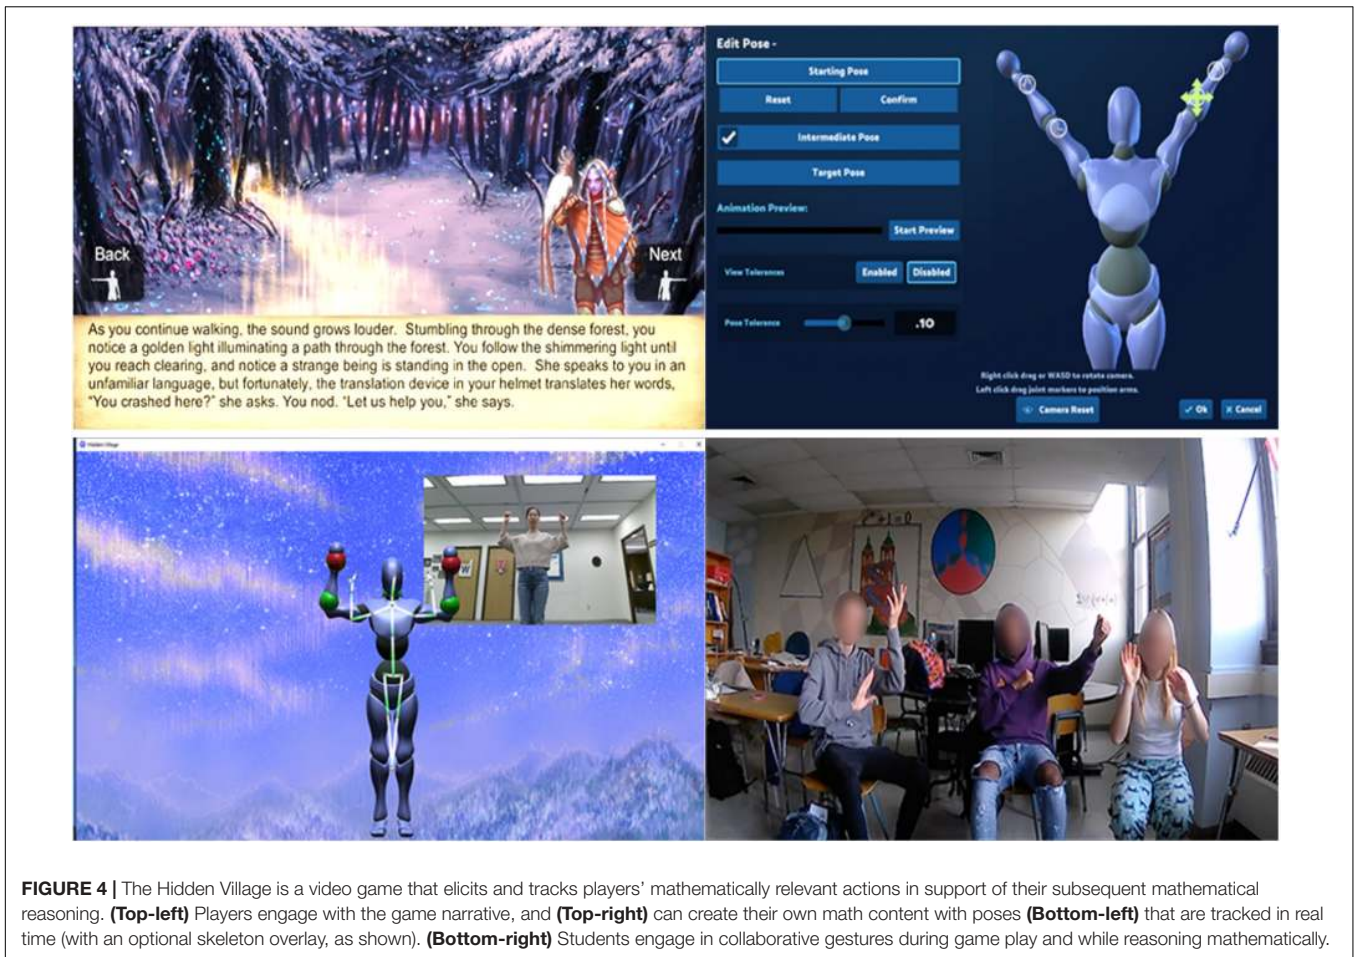 Edit Pose -
Starting Pose
Reset
Confirm
Intermediate Pose
Target Pose
Animation Preview:
Start Preview
View Tolerances
Enabled
Disabled
Pose Tolerance
.10
Right click drag or WASD to rotate camera.
Left click drag joint markers to position arms.
Camera Reset
Ok
Cancel
Back
Next
As you continue walking, the sound grows louder. Stumbling through the dense forest, you
notice a golden light illuminating a path through the forest. You follow the shimmering light until
you reach clearing, and notice a strange being is standing in the open. She speaks to you in an
unfamiliar language, but fortunately, the translation device in your helmet translates her words,
“You crashed here?” she asks. You nod. “Let us help you,” she says.
Hidden Village
FIGURE 4 | The Hidden Village is a video game that elicits and tracks players’ mathematically relevant actions in support of their subsequent mathematical
reasoning. (Top-left) Players engage with the game narrative, and (Top-right) can create their own math content with poses (Bottom-left) that are tracked in real
time (with an optional skeleton overlay, as shown). (Bottom-right) Students engage in collaborative gestures during game play and while reasoning mathematically.